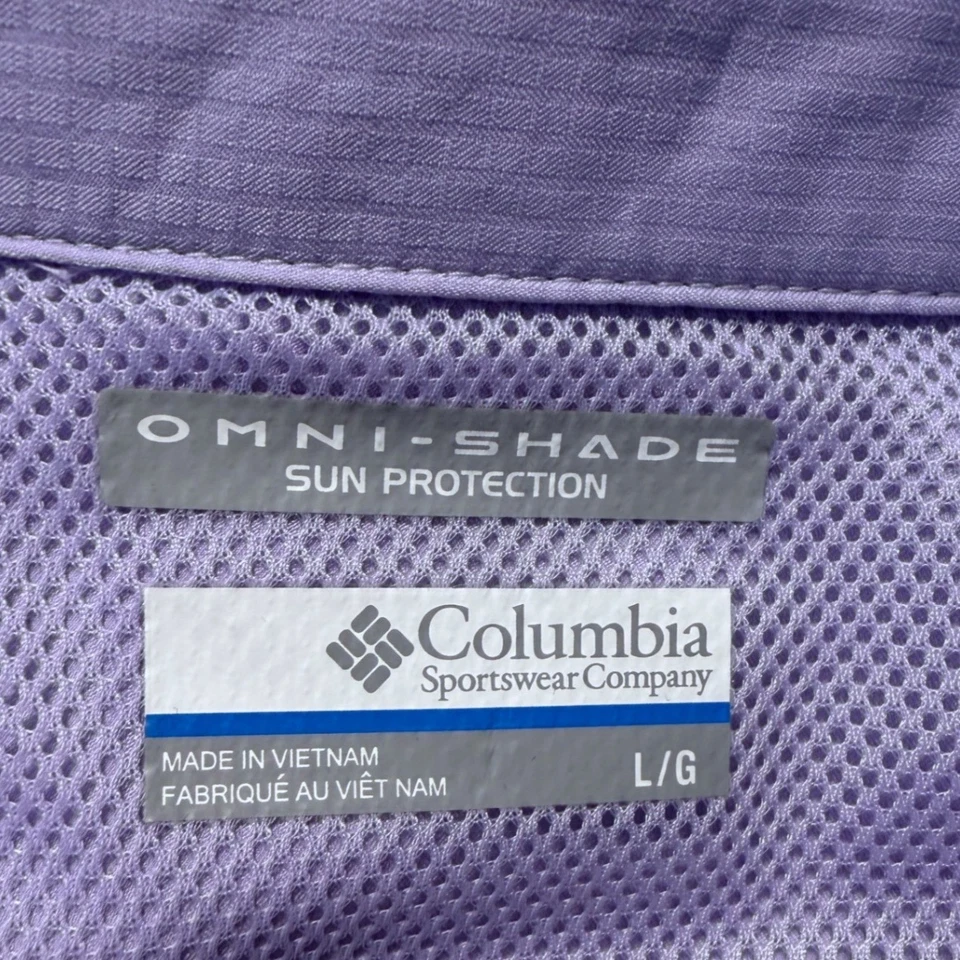 OMNI-SHADE
SUN PROTECTION
Columbia
Sportswear Company
MADE IN VIETNAM
FABRIQUÉ AU VIÊT NAM
L/G